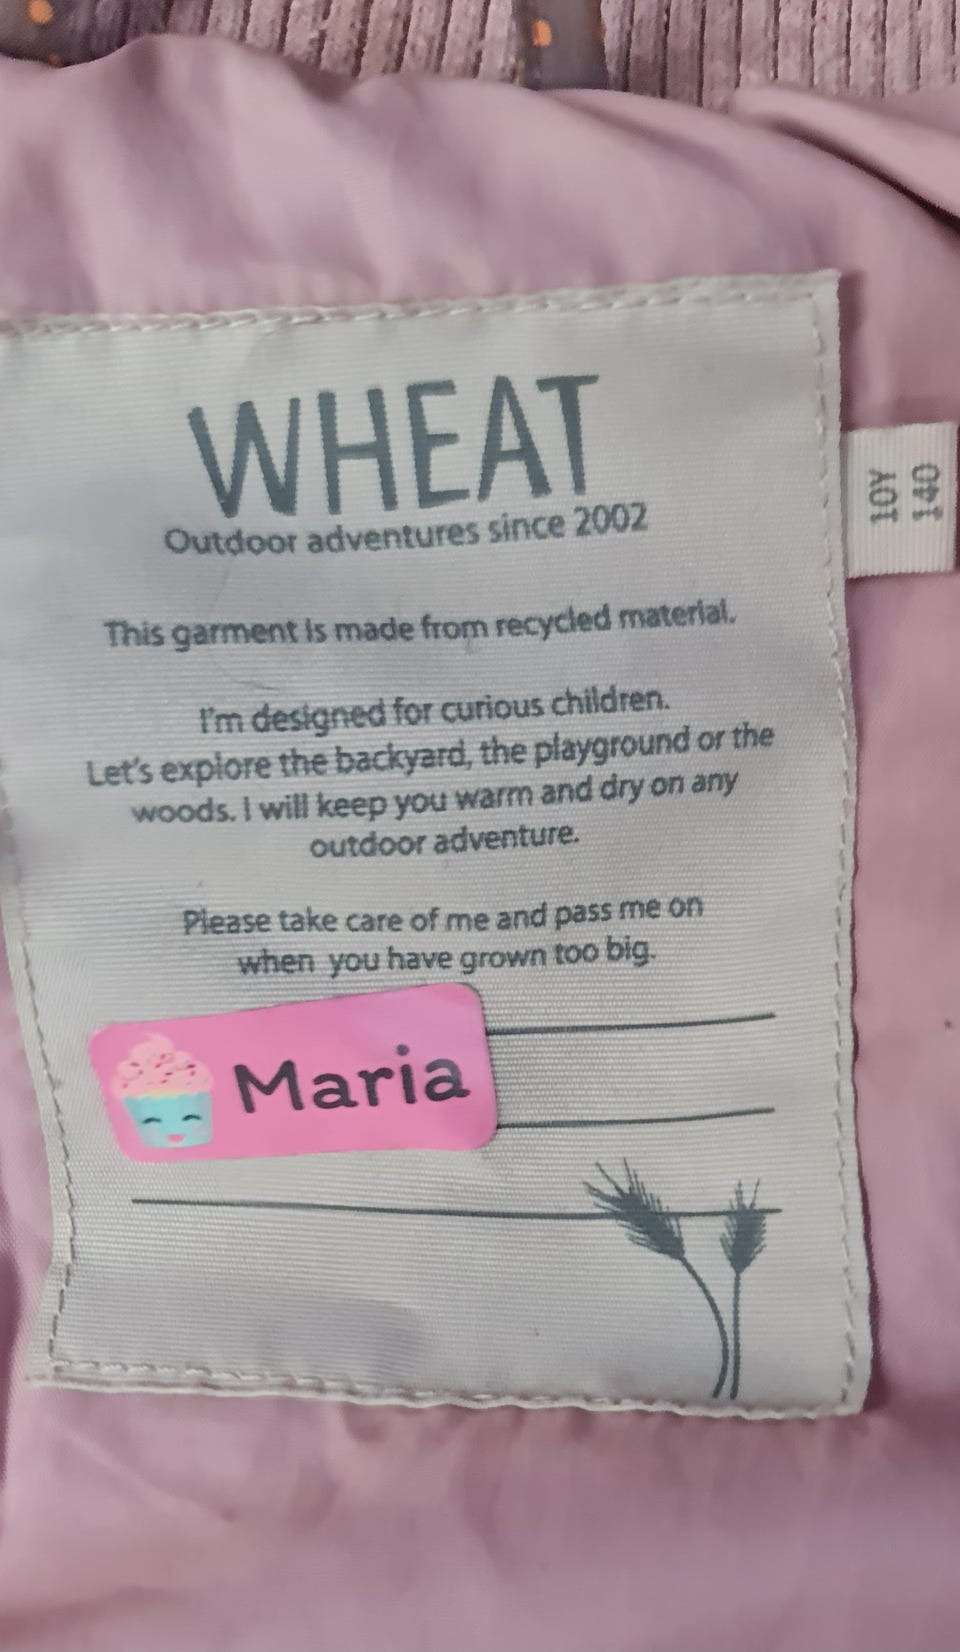 WHEAT
Outdoor adventures since 2002
10Y
140
This garment is made from recycled material.
I'm designed for curious children.
Let's explore the backyard, the playground or the
woods. I will keep you warm and dry on any
outdoor adventure.
Please take care of me and pass me on
when you have grown too big.
Maria